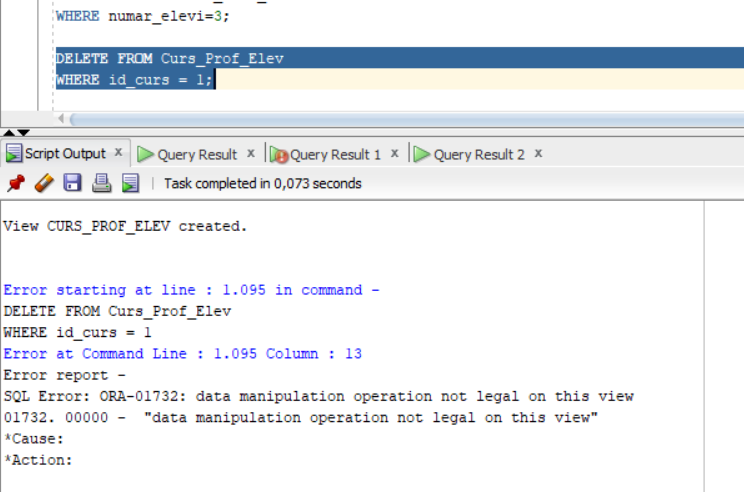 WHERE numar_elevi=3;
DELETE FROM Curs_Prof_Elev
WHERE id_curs = 1;
Script Output x Query Result x Query Result 1 x Query Result 2 x
Task completed in 0,073 seconds
View CURS_PROF_ELEV created.
Error starting at line : 1.095 in command -
DELETE FROM Curs_Prof_Elev
WHERE id_curs = 1
Error at Command Line : 1.095 Column : 13
Error report -
SQL Error: ORA-01732: data manipulation operation not legal on this view
01732. 00000 -  "data manipulation operation not legal on this view"
*Cause:
*Action: